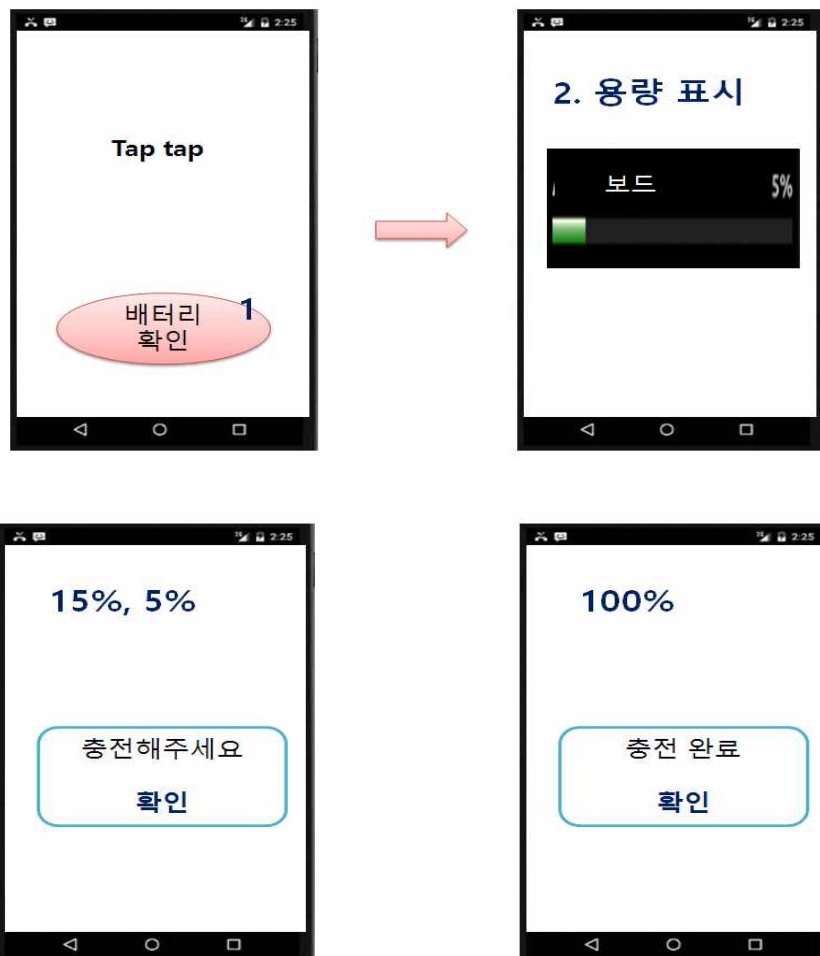 2:25
Tap tap
배터리 1
확인
2:25
2. 용량 표시
보드 5%
2:25
15%, 5%
충전해주세요
확인
2:25
100%
충전 완료
확인